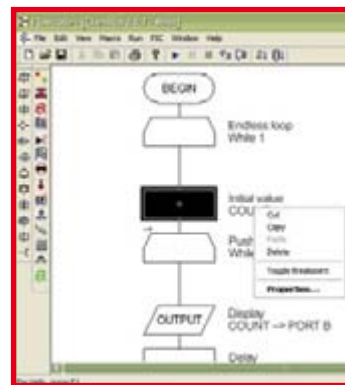 File Edit View Macro Run PIC Window Help
BEGIN
Endless loop
While 1
Initial value
COU
Cut
Copy
Paste
Delete
Toggle Breakpoint
Properties...
Push
While
OUTPUT
Display
COUNT -> PORT B
Delay